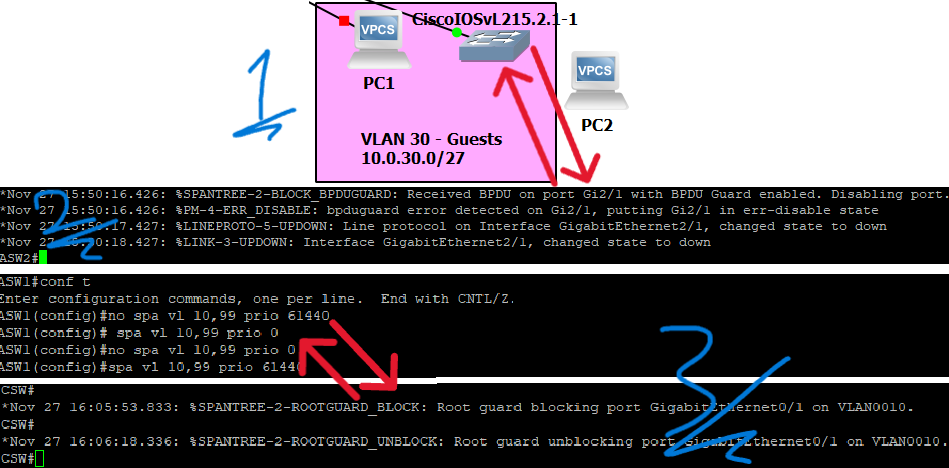 CiscoIOSvL215.2.1-1
VPCS
PC1
VPCS
PC2
1
VLAN 30 - Guests
10.0.30.0/27
*Nov 27 15:50:16.426: %SPANTREE-2-BLOCK_BPDUGUARD: Received BPDU on port Gi2/1 with BPDU Guard enabled. Disabling port.
*Nov 27 15:50:16.426: %PM-4-ERR_DISABLE: bpduguard error detected on Gi2/1, putting Gi2/1 in err-disable state
*Nov 27 15:50:17.427: %LINEPROTO-5-UPDOWN: Line protocol on Interface GigabitEthernet2/1, changed state to down
*Nov 27 15:50:18.427: %LINK-3-UPDOWN: Interface GigabitEthernet2/1, changed state to down
ASW2#
2
ASW1#conf t
Enter configuration commands, one per line. End with CNTL/Z.
ASW1(config)#no spa vl 10,99 prio 61440
ASW1(config)# spa vl 10,99 prio 0
ASW1(config)#no spa vl 10,99 prio 0
ASW1(config)#spa vl 10,99 prio 61440
3
CSW#
*Nov 27 16:05:53.833: %SPANTREE-2-ROOTGUARD_BLOCK: Root guard blocking port GigabitEthernet0/1 on VLAN0010.
CSW#
*Nov 27 16:06:18.336: %SPANTREE-2-ROOTGUARD_UNBLOCK: Root guard unblocking port GigabitEthernet0/1 on VLAN0010.
CSW#